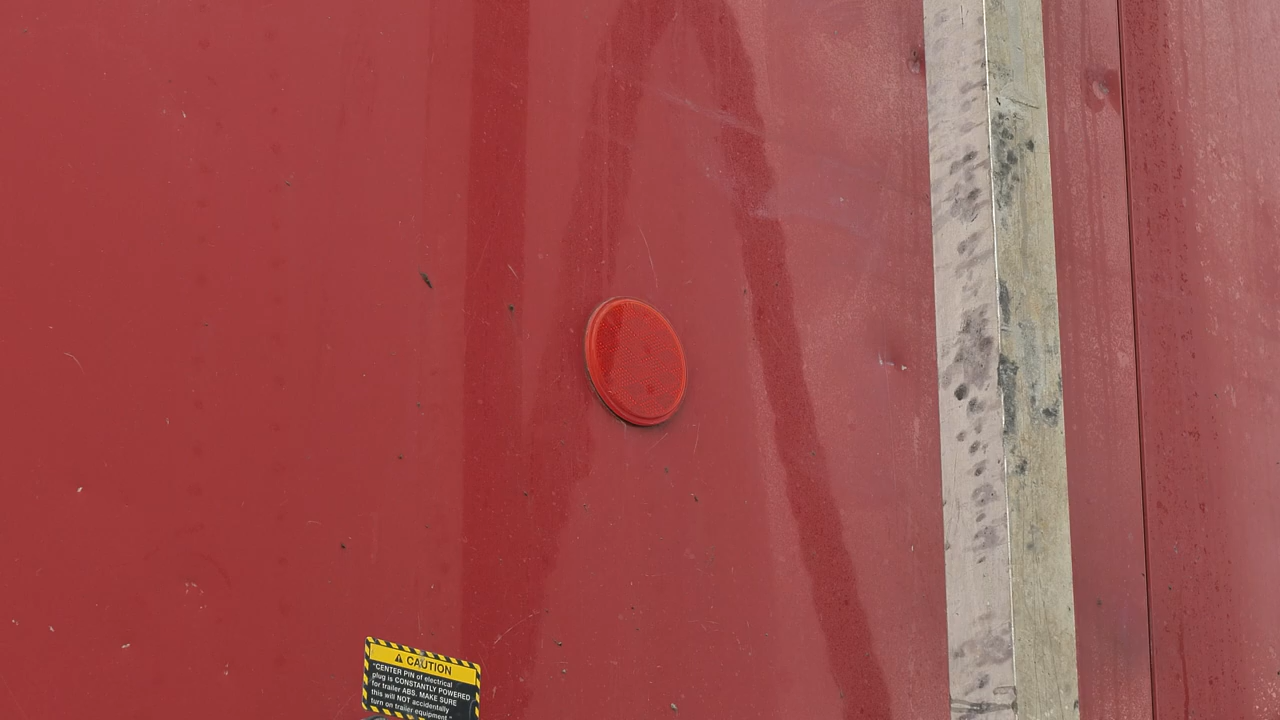 CAUTION
"CENTER PIN of electrical
plug is CONSTANTLY POWERED
for trailer ABS. MAKE SURE
this will NOT accidentally
turn on trailer equipment."